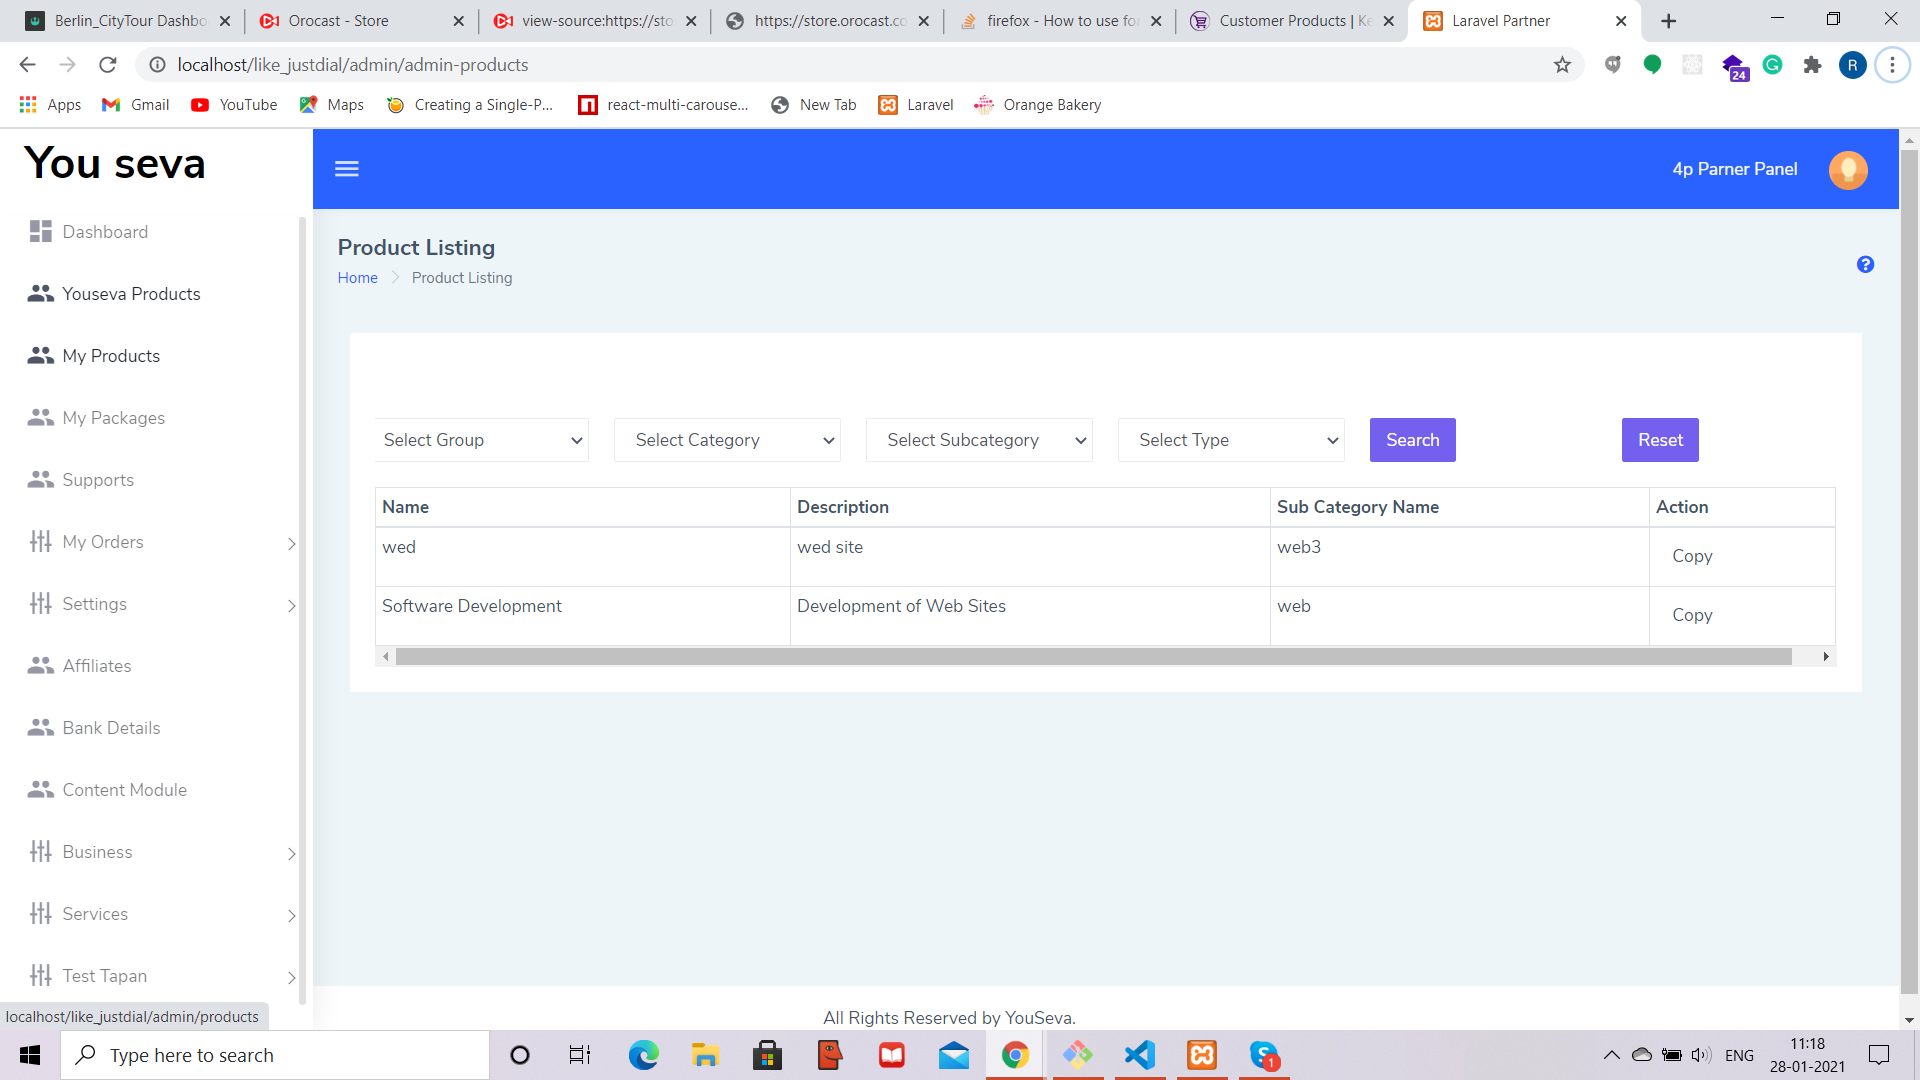 Berlin_CityTour Dashbo
Orocast - Store
view-source:https://sto
https://store.orocast.co
firefox - How to use fo
Customer Products | Ke
Laravel Partner
localhost/like_justdial/admin/admin-products
24
R
Apps
Gmail
YouTube
Maps
Creating a Single-P...
react-multi-carouse...
New Tab
Laravel
Orange Bakery
You seva
4p Parner Panel
Dashboard
Youseva Products
My Products
My Packages
Supports
My Orders
Settings
Affiliates
Bank Details
Content Module
Business
Services
Test Tapan
Product Listing
Home
Product Listing
Select Group
Select Category
Select Subcategory
Select Type
Search
Reset
Name
Description
Sub Category Name
Action
wed
wed site
web3
Copy
Software Development
Development of Web Sites
web
Copy
All Rights Reserved by YouSeva.
localhost/like_justdial/admin/products
Type here to search
1
ENG
11:18
28-01-2021